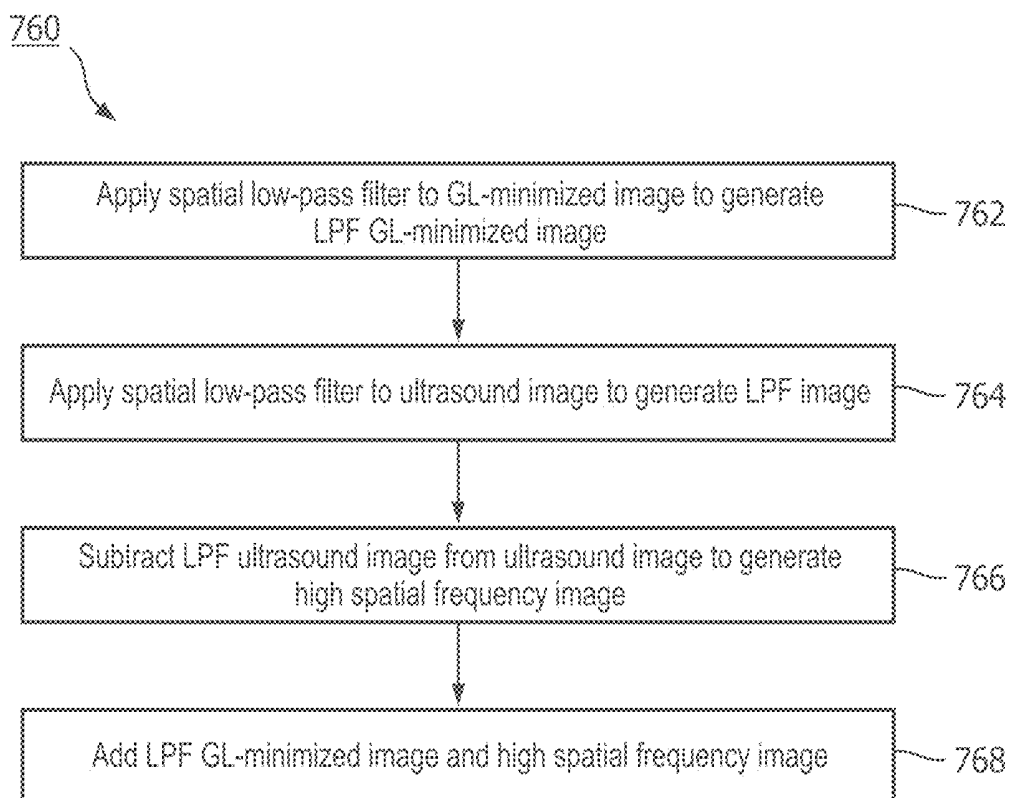 760
Apply spatial low-pass filter to GL-minimized image to generate
LPF GL-minimized image
762
Apply spatial low-pass filter to ultrasound image to generate LPF image
764
Subtract LPF ultrasound image from ultrasound image to generate
high spatial frequency image
766
Add LPF GL-minimized image and high spatial frequency image
768